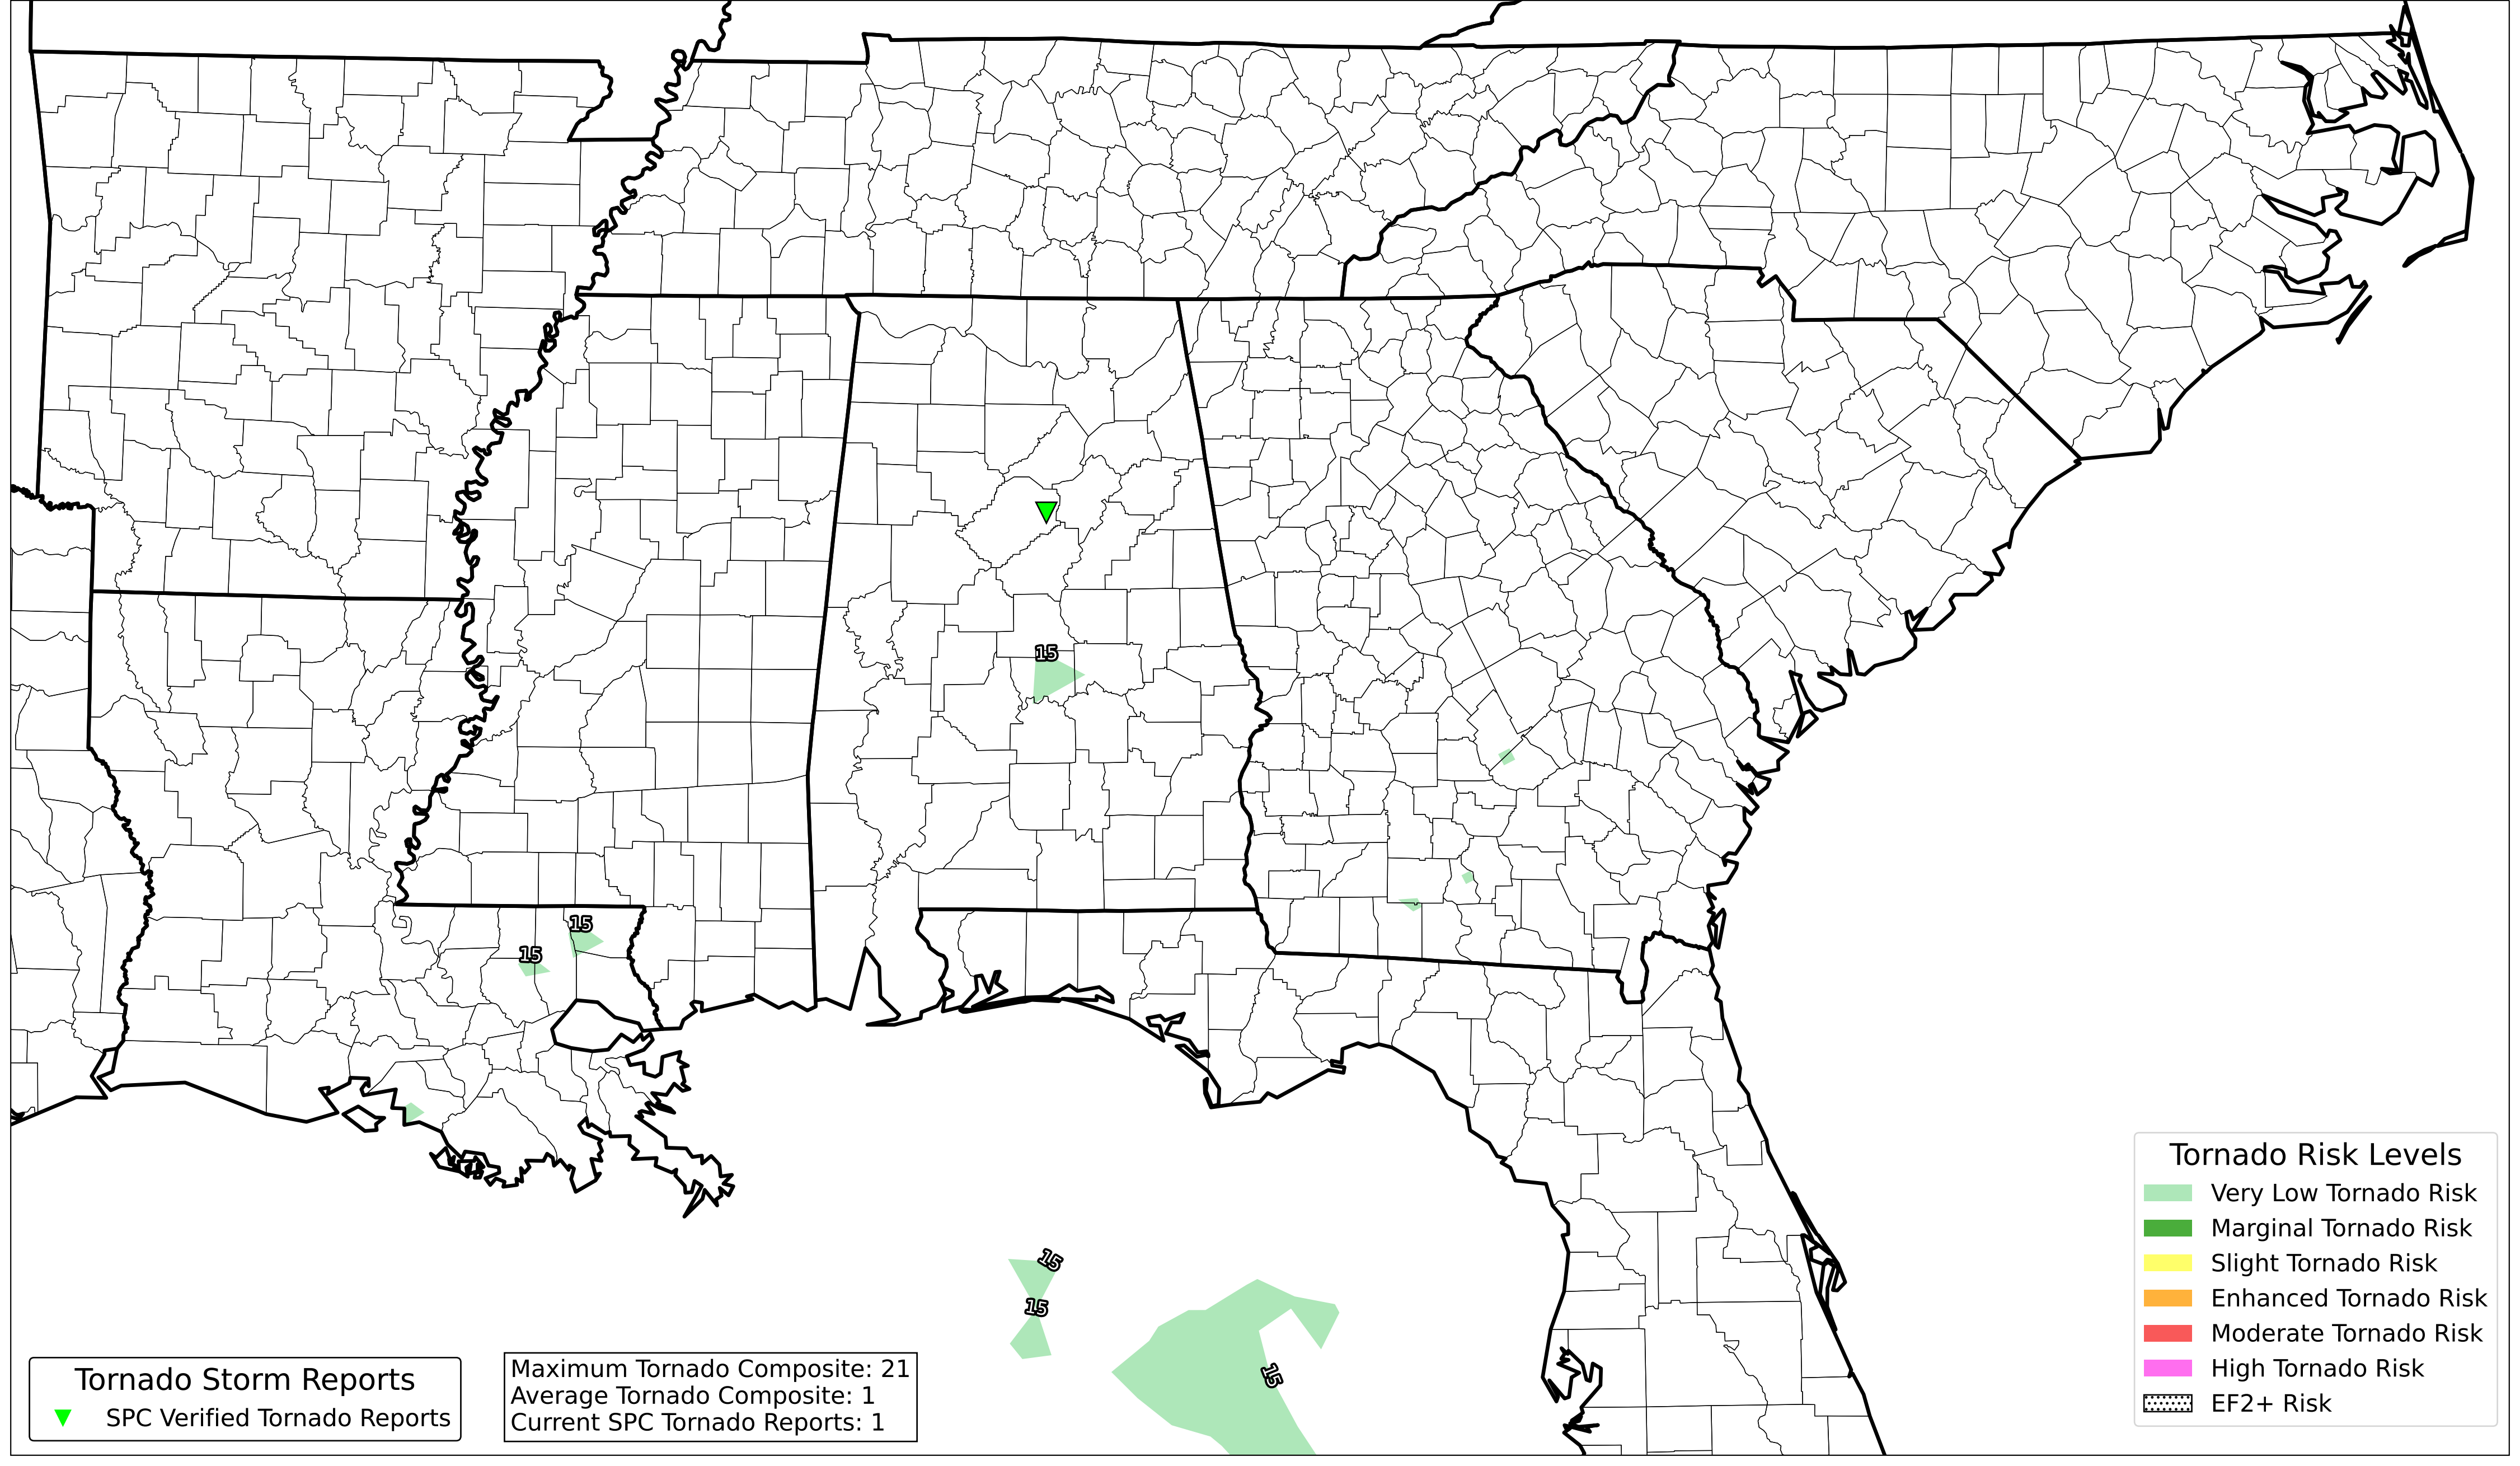 15
15
15
15
15
15
Tornado Risk Levels
Very Low Tornado Risk
Marginal Tornado Risk
Slight Tornado Risk
Enhanced Tornado Risk
Moderate Tornado Risk
High Tornado Risk
EF2+ Risk
Tornado Storm Reports
SPC Verified Tornado Reports
Maximum Tornado Composite: 21
Average Tornado Composite: 1
Current SPC Tornado Reports: 1